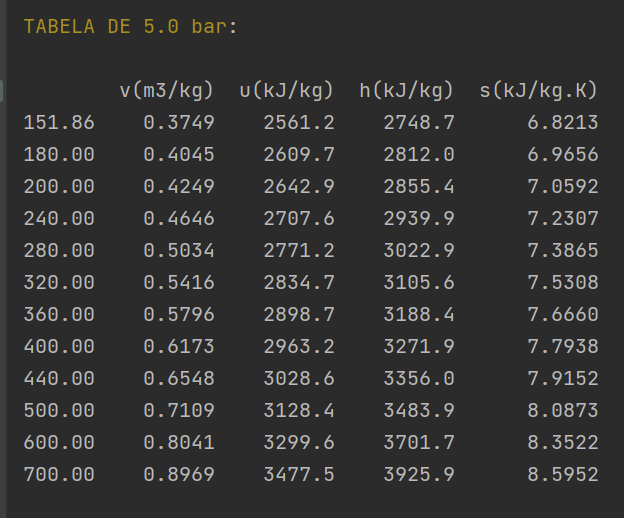 TABELA DE 5.0 bar:
v(m3/kg) u(kJ/kg) h(kJ/kg) s(kJ/kg.K)
151.86 0.3749 2561.2 2748.7 6.8213
180.00 0.4045 2609.7 2812.0 6.9656
200.00 0.4249 2642.9 2855.4 7.0592
240.00 0.4646 2707.6 2939.9 7.2307
280.00 0.5034 2771.2 3022.9 7.3865
320.00 0.5416 2834.7 3105.6 7.5308
360.00 0.5796 2898.7 3188.4 7.6660
400.00 0.6173 2963.2 3271.9 7.7938
440.00 0.6548 3028.6 3356.0 7.9152
500.00 0.7109 3128.4 3483.9 8.0873
600.00 0.8041 3299.6 3701.7 8.3522
700.00 0.8969 3477.5 3925.9 8.5952